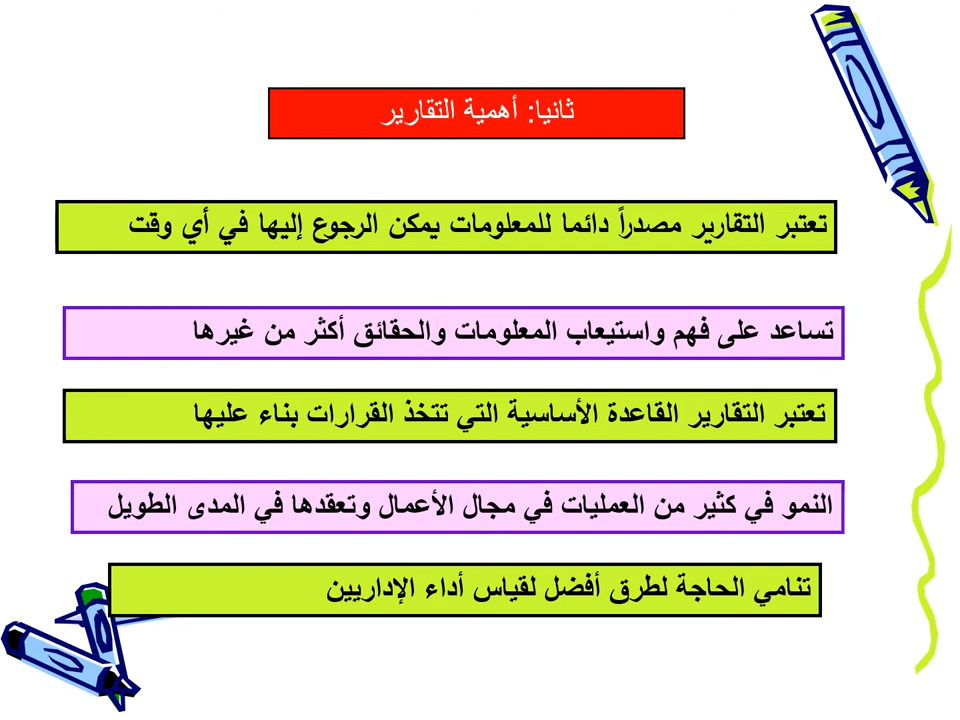 ثانيا: أهمية التقارير
تعتبر التقارير مصدراً دائما للمعلومات يمكن الرجوع إليها في أي وقت
تساعد على فهم واستيعاب المعلومات والحقائق أكثر من غيرها
تعتبر التقارير القاعدة الأساسية التي تتخذ القرارات بناء عليها
النمو في كثير من العمليات في مجال الأعمال وتعقدها في المدى الطويل
تنامي الحاجة لطرق أفضل لقياس أداء الإداريين